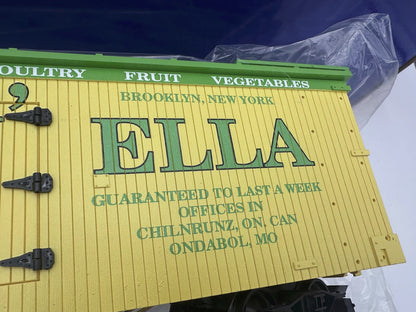 OULTRY FRUIT VEGETABLES
BROOKLYN, NEW YORK
’ ELLA
GUARANTEED TO LAST A WEEK
OFFICES IN
CHILNRUNZ, ON, CAN
ONDABOL, MO